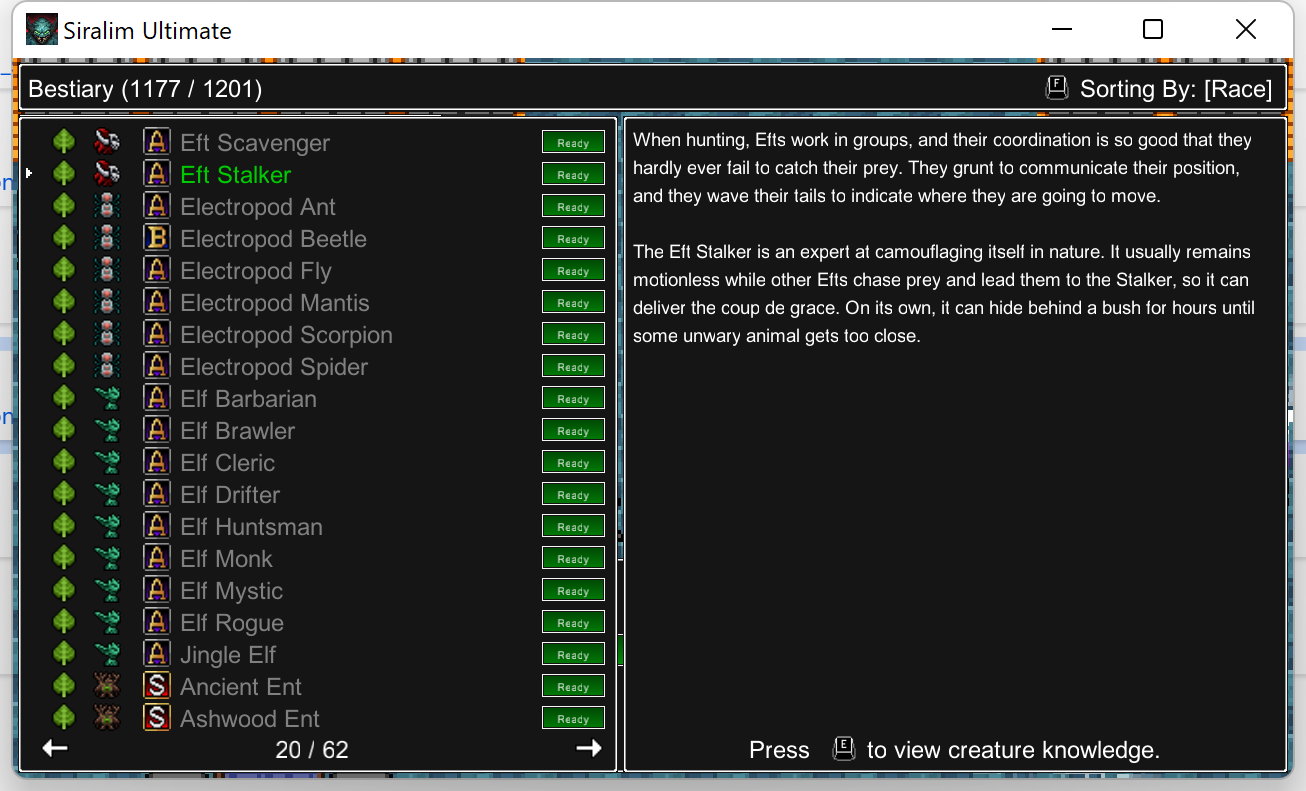 Siralim Ultimate
Bestiary (1177 / 1201)
F Sorting By: [Race]
A Eft Scavenger Ready
A Eft Stalker Ready
A Electropod Ant Ready
B Electropod Beetle Ready
A Electropod Fly Ready
A Electropod Mantis Ready
A Electropod Scorpion Ready
A Electropod Spider Ready
A Elf Barbarian Ready
A Elf Brawler Ready
A Elf Cleric Ready
A Elf Drifter Ready
A Elf Huntsman Ready
A Elf Monk Ready
A Elf Mystic Ready
A Elf Rogue Ready
A Jingle Elf Ready
S Ancient Ent Ready
S Ashwood Ent Ready
20 / 62
When hunting, Efts work in groups, and their coordination is so good that they
hardly ever fail to catch their prey. They grunt to communicate their position,
and they wave their tails to indicate where they are going to move.
The Eft Stalker is an expert at camouflaging itself in nature. It usually remains
motionless while other Efts chase prey and lead them to the Stalker, so it can
deliver the coup de grace. On its own, it can hide behind a bush for hours until
some unwary animal gets too close.
Press E to view creature knowledge.